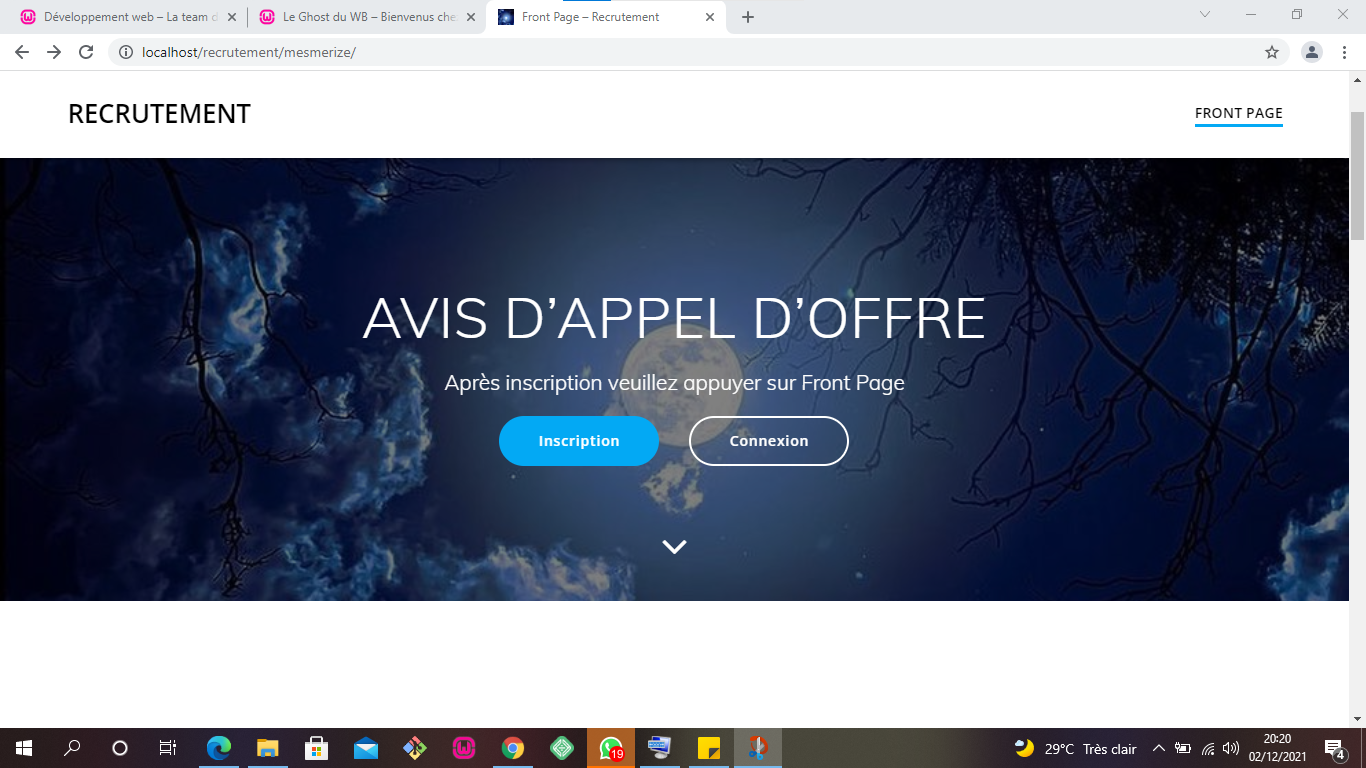 Développement web – La team d
Le Ghost du WB – Bienvenus che
Front Page – Recrutement
localhost/recrutement/mesmerize/
RECRUTEMENT
FRONT PAGE
AVIS D’APPEL D’OFFRE
Après inscription veuillez appuyer sur Front Page
Inscription
Connexion
19
29°C Très clair
20:20
02/12/2021
4